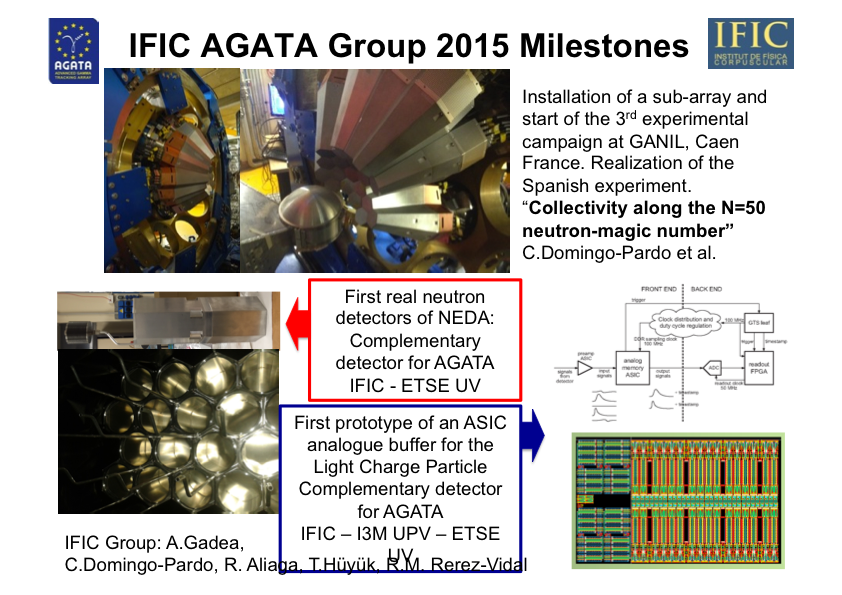 AGATA
ADVANCED GAMMA
TRACKING ARRAY
IFIC AGATA Group 2015 Milestones
IFIC
INSTITUT DE FÍSICA
CORPUSCULAR
Installation of a sub-array and
start of the 3rd experimental
campaign at GANIL, Caen
France. Realization of the
Spanish experiment.
“Collectivity along the N=50
neutron-magic number”
C.Domingo-Pardo et al.
First real neutron
detectors of NEDA:
Complementary
detector for AGATA
IFIC - ETSE UV
FRONT END
BACK END
trigger
Clock distribution and
duty cycle regulation
100 MHz
GTS leaf
DDR sampling clock
100 MHz
trigger
timestamp
preamp
ASIC
signals
from
detector
input
signals
analog
memory
ASIC
output
signals
ADC
readout
FPGA
readout clock
50 MHz
+ timestamp
+ timestamp
First prototype of an ASIC
analogue buffer for the
Light Charge Particle
Complementary detector
for AGATA
IFIC – I3M UPV – ETSE
UV
IFIC Group: A.Gadea,
C.Domingo-Pardo, R. Aliaga, T.Hüyük, R.M. Rerez-Vidal